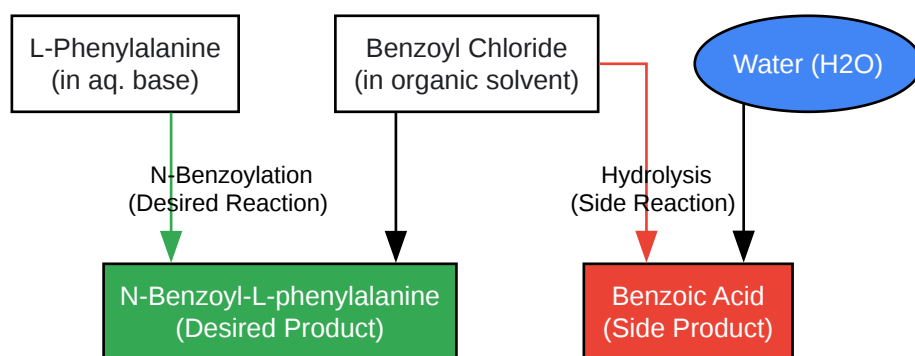 L-Phenylalanine
(in aq. base)
Benzoyl Chloride
(in organic solvent)
Water (H2O)
N-Benzoylation
(Desired Reaction)
Hydrolysis
(Side Reaction)
N-Benzoyl-L-phenylalanine
(Desired Product)
Benzoic Acid
(Side Product)